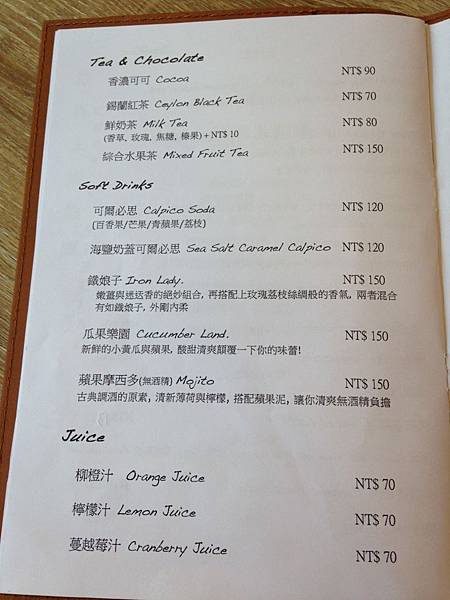 Tea & Chocolate
香濃可可 Cocoa NT$ 90
錫蘭紅茶 Ceylon Black Tea NT$ 70
鮮奶茶 Milk Tea NT$ 80
(香草, 玫瑰, 焦糖, 榛果) + NT$ 10
綜合水果茶 Mixed Fruit Tea NT$ 150
Soft Drinks
可爾必思 Calpico Soda NT$ 120
(百香果/芒果/青蘋果/荔枝)
海鹽奶蓋可爾必思 Sea Salt Caramel Calpico NT$ 120
鐵娘子 Iron Lady. NT$ 150
嫩薑與迷迭香的絕妙組合, 再搭配上玫瑰荔枝絲綢般的香氣, 兩者混合
有如鐵娘子, 外剛內柔
瓜果樂園 Cucumber Land. NT$ 150
新鮮的小黃瓜與蘋果, 酸甜清爽顛覆一下你的味蕾!
蘋果摩西多(無酒精) Mojito NT$ 150
古典調酒的原素, 清新薄荷與檸檬, 搭配蘋果泥, 讓你清爽無酒精負擔
Juice
柳橙汁 Orange Juice NT$ 70
檸檬汁 Lemon Juice NT$ 70
蔓越莓汁 Cranberry Juice NT$ 70